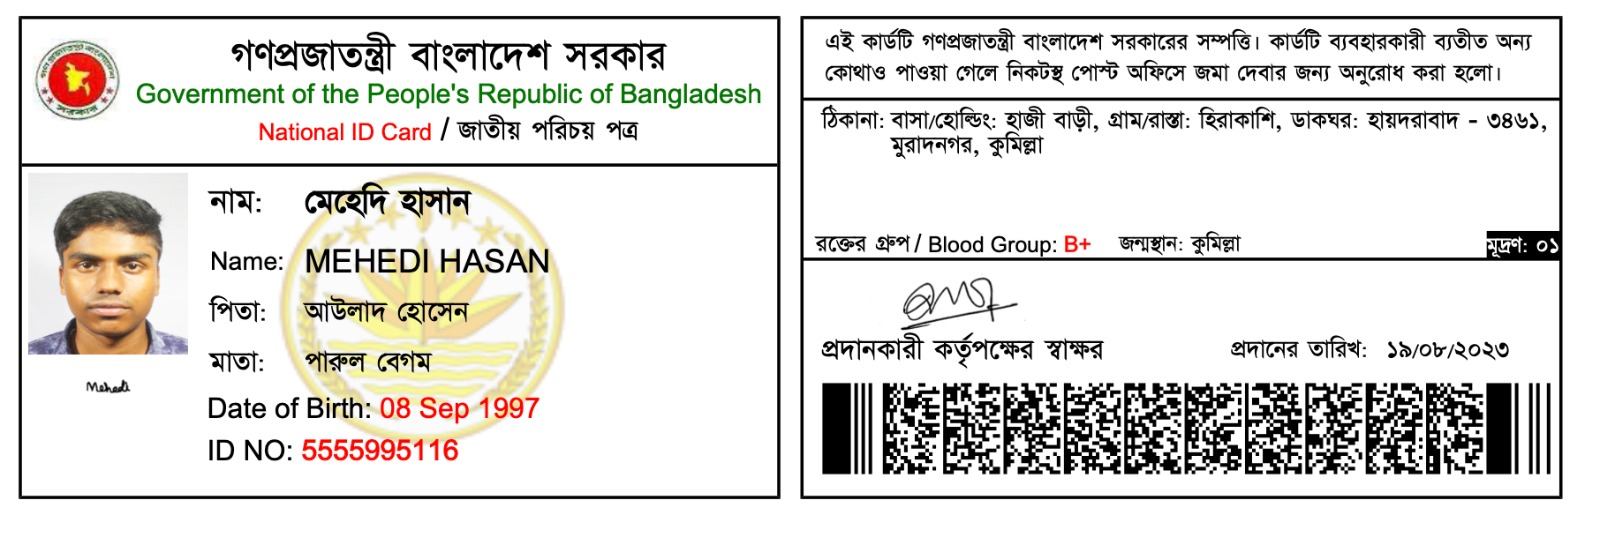 গণপ্রজাতন্ত্রী বাংলাদেশ সরকার
Government of the People's Republic of Bangladesh
National ID Card / জাতীয় পরিচয় পত্র
নাম: মেহেদি হাসান
Name: MEHEDI HASAN
পিতা: আউলাদ হোসেন
মাতা: পারুল বেগম
Mehedi
Date of Birth: 08 Sep 1997
ID NO: 5555995116
এই কার্ডটি গণপ্রজাতন্ত্রী বাংলাদেশ সরকারের সম্পত্তি। কার্ডটি ব্যবহারকারী ব্যতীত অন্য
কোথাও পাওয়া গেলে নিকটস্থ পোস্ট অফিসে জমা দেবার জন্য অনুরোধ করা হলো।
ঠিকানা: বাসা/হোল্ডিং: হাজী বাড়ী, গ্রাম/রাস্তা: হিরাকাশি, ডাকঘর: হায়দরাবাদ - ৩৪৬১,
মুরাদনগর, কুমিল্লা
রক্তের গ্রুপ / Blood Group: B+ জন্মস্থান: কুমিল্লা মূদ্রণ: ০১
প্রদানকারী কর্তৃপক্ষের স্বাক্ষর প্রদানের তারিখ: ১৯/০৮/২০২৩